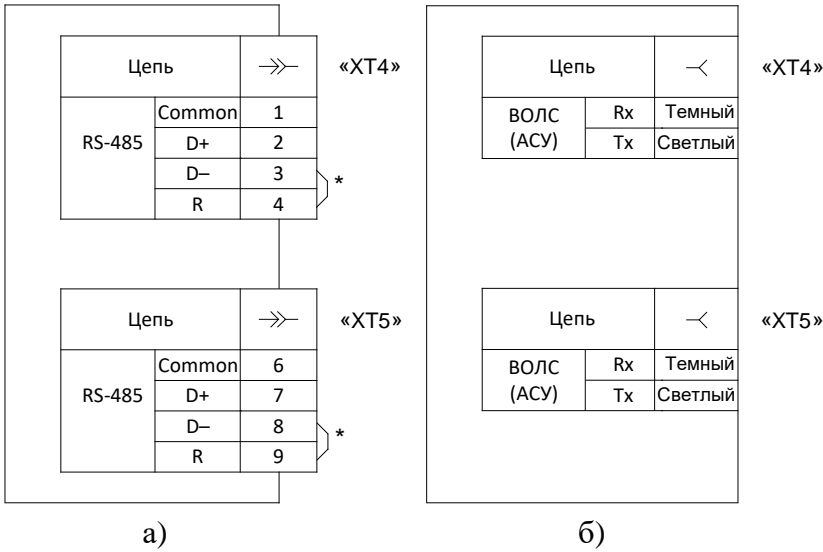 Цепь «XT4»
RS-485 Common 1
D+ 2
D– 3 *
R 4
Цепь «XT5»
RS-485 Common 6
D+ 7
D– 8 *
R 9
а)
Цепь «XT4»
ВОЛС (АСУ) Rx Темный
Tx Светлый
Цепь «XT5»
ВОЛС (АСУ) Rx Темный
Tx Светлый
б)